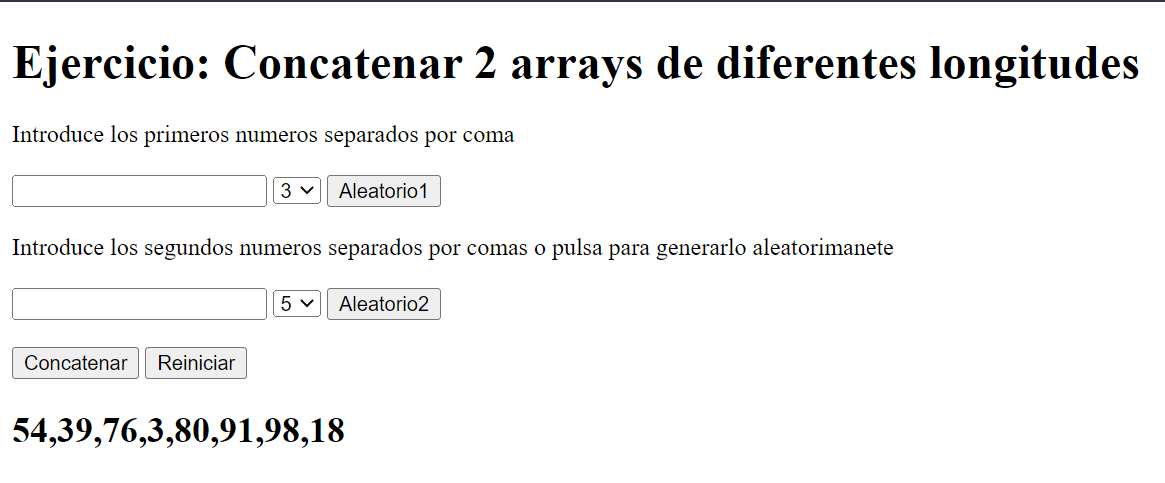 Ejercicio: Concatenar 2 arrays de diferentes longitudes
Introduce los primeros numeros separados por coma
3 Aleatorio1
Introduce los segundos numeros separados por comas o pulsa para generarlo aleatorimanete
5 Aleatorio2
Concatenar Reiniciar
54,39,76,3,80,91,98,18